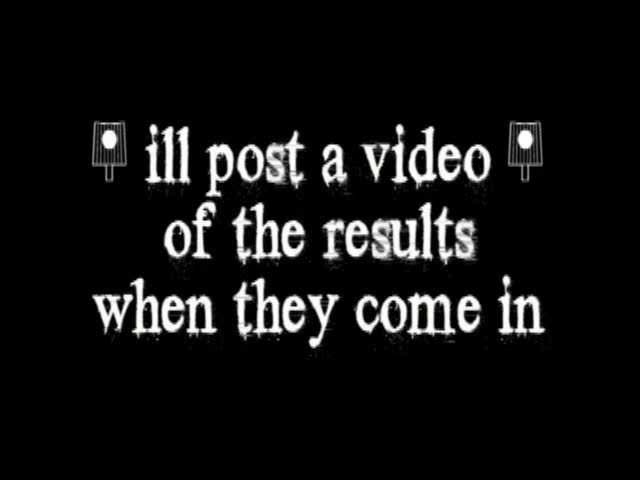 ill post a video
of the results
when they come in